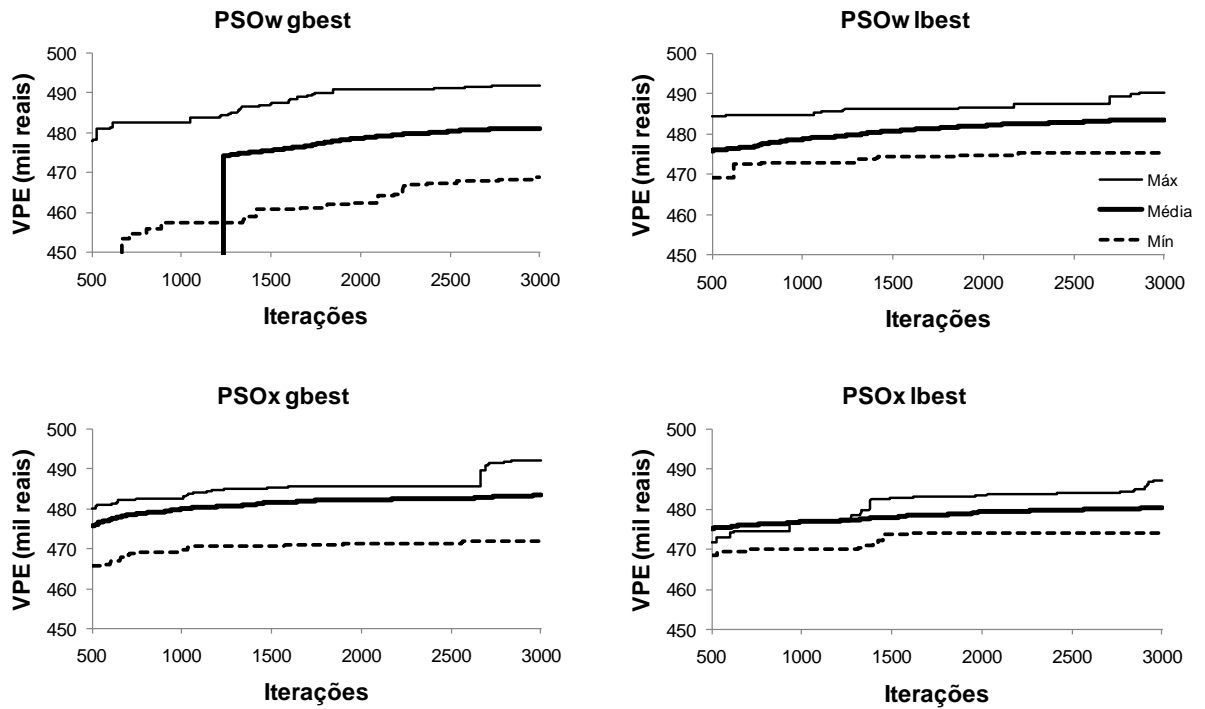 PSOw gbest
500
490
480
470
460
450
VPE (mil reais)
500 1000 1500 2000 2500 3000
Iterações
PSOw lbest
500
490
480
470
460
450
VPE (mil reais)
Máx
Média
Mín
500 1000 1500 2000 2500 3000
Iterações
PSOx gbest
500
490
480
470
460
450
VPE (mil reais)
500 1000 1500 2000 2500 3000
Iterações
PSOx lbest
500
490
480
470
460
450
VPE (mil reais)
500 1000 1500 2000 2500 3000
Iterações